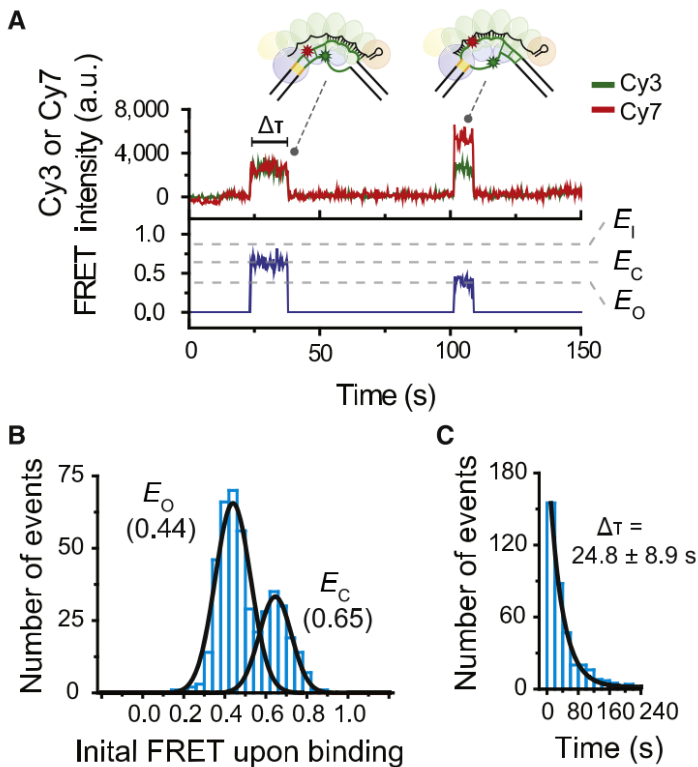 A
Cy3
Cy7
Cy3 or Cy7
intensity (a.u.)
8,000
4,000
0
Δτ
FRET
1.0
0.5
0.0
E_I
E_C
E_O
0
50
100
150
Time (s)
B
Number of events
75
50
25
0
E_O
(0.44)
E_C
(0.65)
0.0 0.2 0.4 0.6 0.8 1.0
Inital FRET upon binding
C
Number of events
180
120
60
0
Δτ =
24.8 ± 8.9 s
0 80 160 240
Time (s)